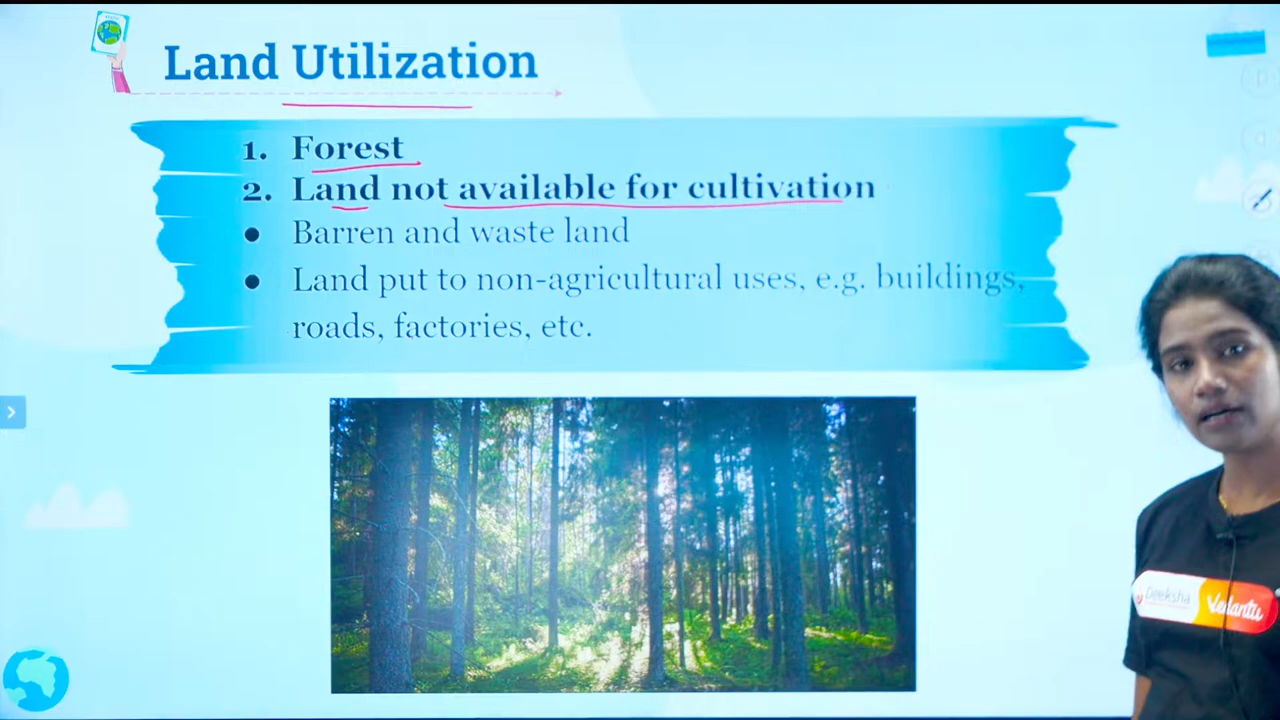 Land Utilization
1. Forest
2. Land not available for cultivation
● Barren and waste land
● Land put to non-agricultural uses, e.g. buildings,
roads, factories, etc.
Deeksha
Vedantu